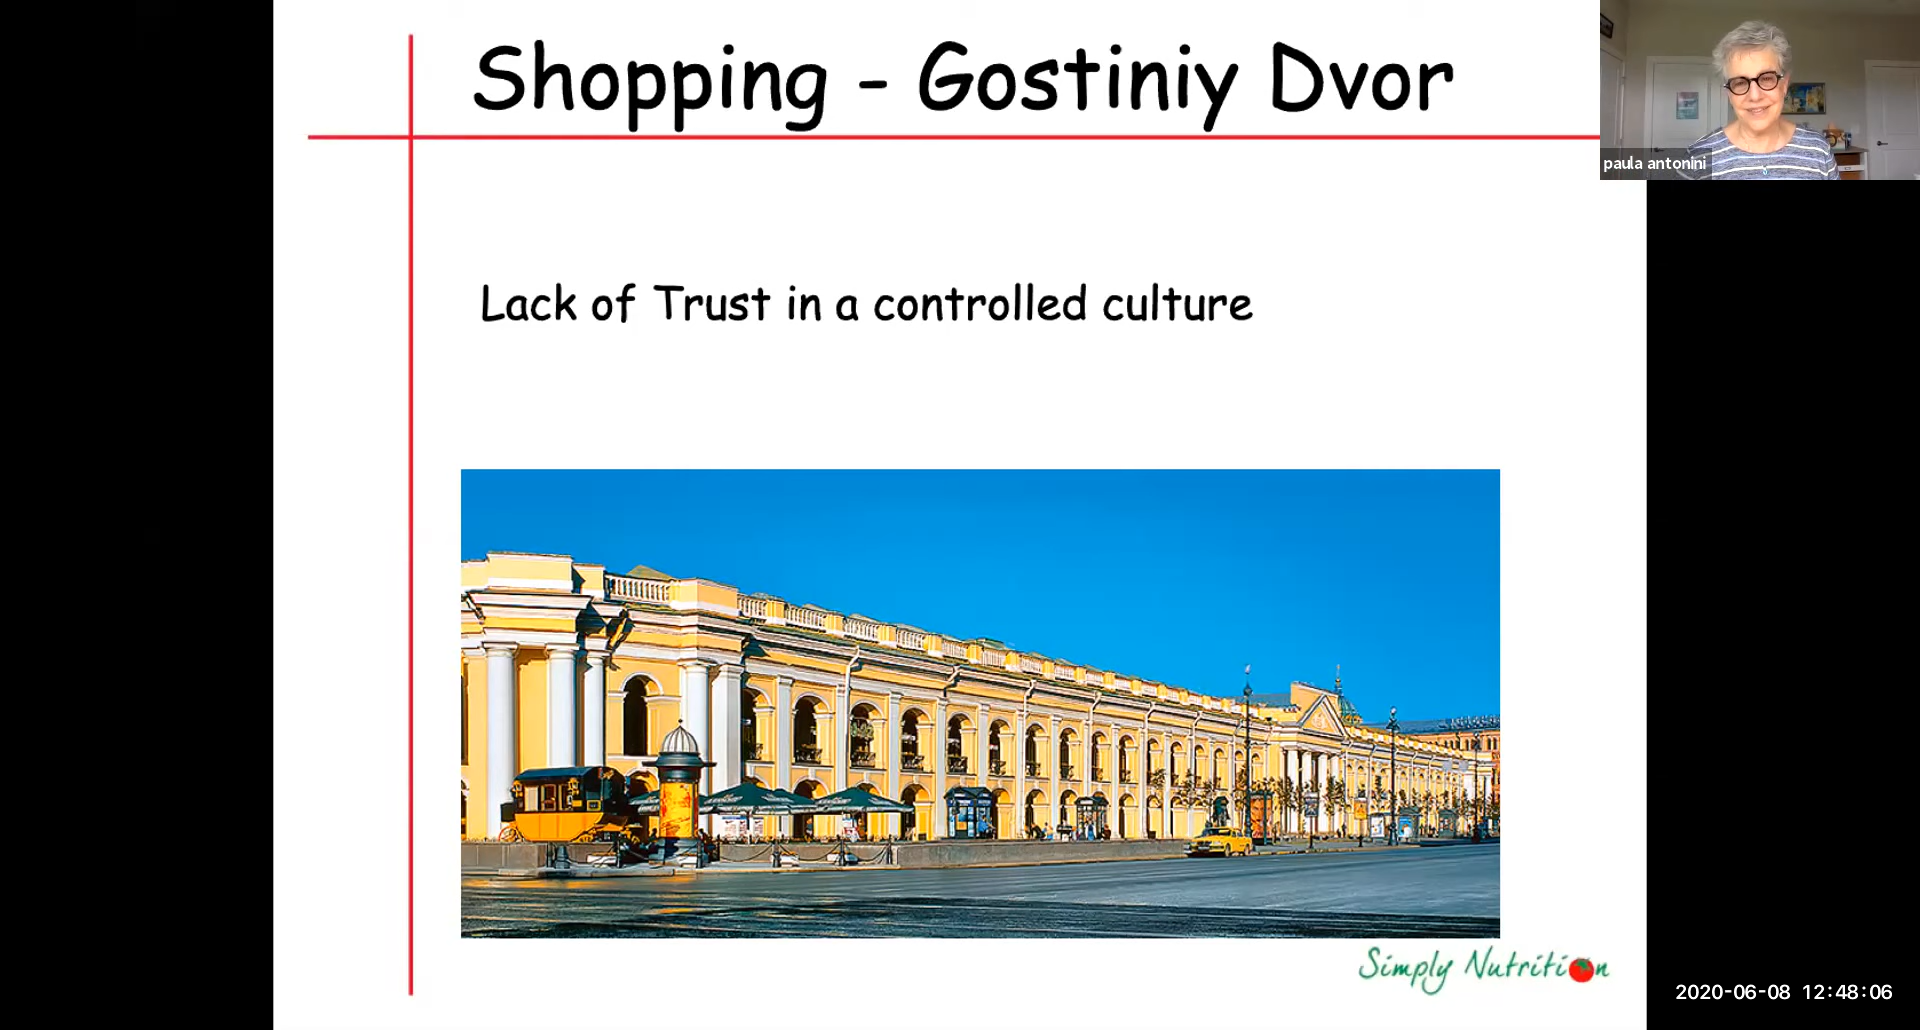 Shopping - Gostiniy Dvor
paula antonini
Lack of Trust in a controlled culture
Simply Nutrition
2020-06-08 12:48:06